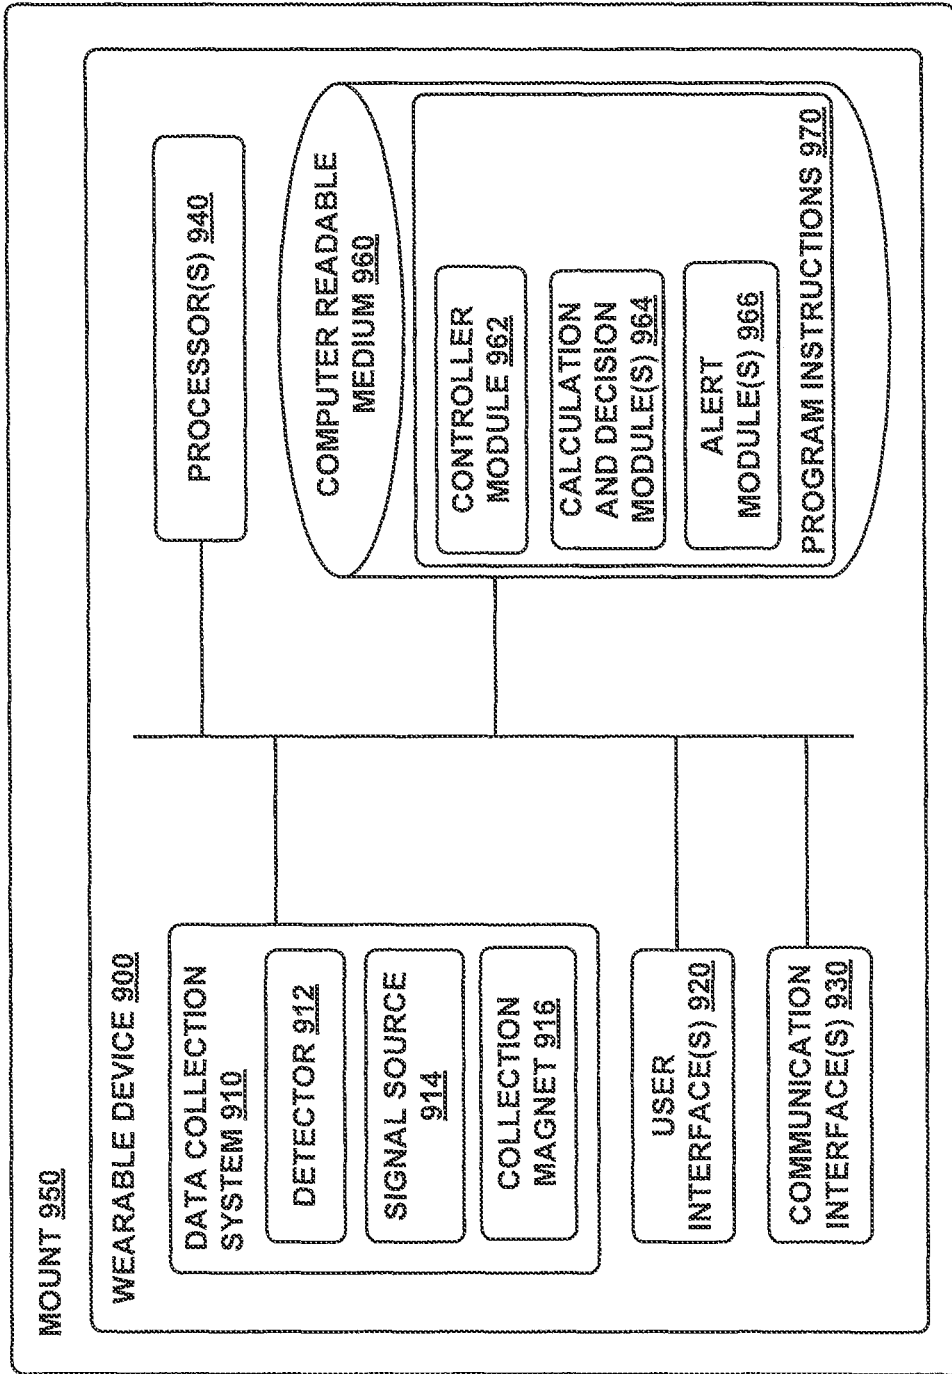 MOUNT 950
WEARABLE DEVICE 900
DATA COLLECTION
SYSTEM 910
DETECTOR 912
SIGNAL SOURCE
914
COLLECTION
MAGNET 916
USER
INTERFACE(S) 920
COMMUNICATION
INTERFACE(S) 930
PROCESSOR(S) 940
COMPUTER READABLE
MEDIUM 960
CONTROLLER
MODULE 962
CALCULATION
AND DECISION
MODULE(S) 964
ALERT
MODULE(S) 966
PROGRAM INSTRUCTIONS 970